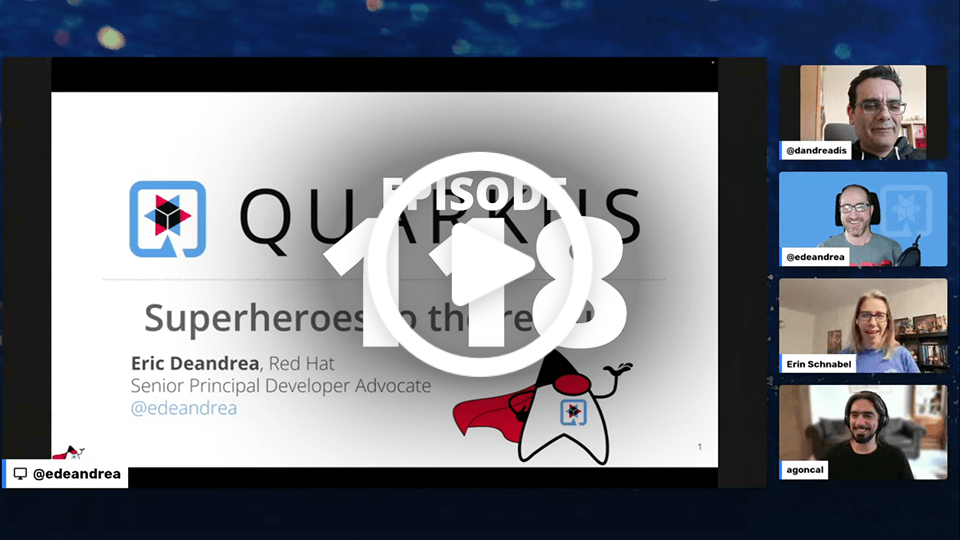 EPISODE
118
QUARKUS
Superheroes to the
Eric Deandrea, Red Hat
Senior Principal Developer Advocate
@edeandrea
1
@edeandrea
@dandreadis
@edeandrea
Erin Schnabel
agoncal